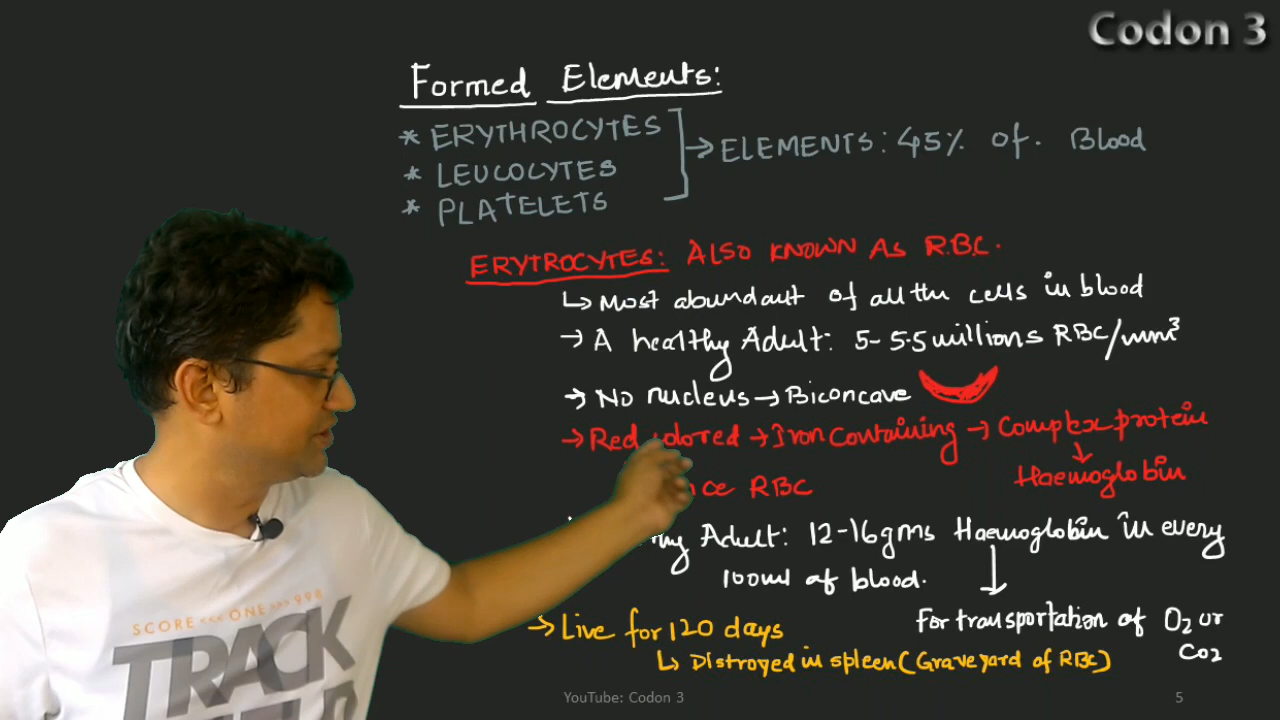 Codon 3
Formed Elements:
* ERYTHROCYTES
* LEUCOCYTES
* PLATELETS
→ ELEMENTS: 45% of. Blood
ERYTROCYTES: ALSO KNOWN AS R.B.C.
↳ Most abundant of all the cells in blood
→ A healthy Adult: 5-5.5 millions RBC/mm³
→ No nucleus → Biconcave
→ Red colored → Iron Containing → Complex protein
↓
Haemoglobin
RBC
Adult: 12-16gms Haemoglobin in every
100ml of blood.
↓
For transportation of O2 or
CO2
→ Live for 120 days
↳ Distroyed in spleen (Graveyard of RBC)
SCORE <<< ONE >>> 998
TRACK
YouTube: Codon 3
5